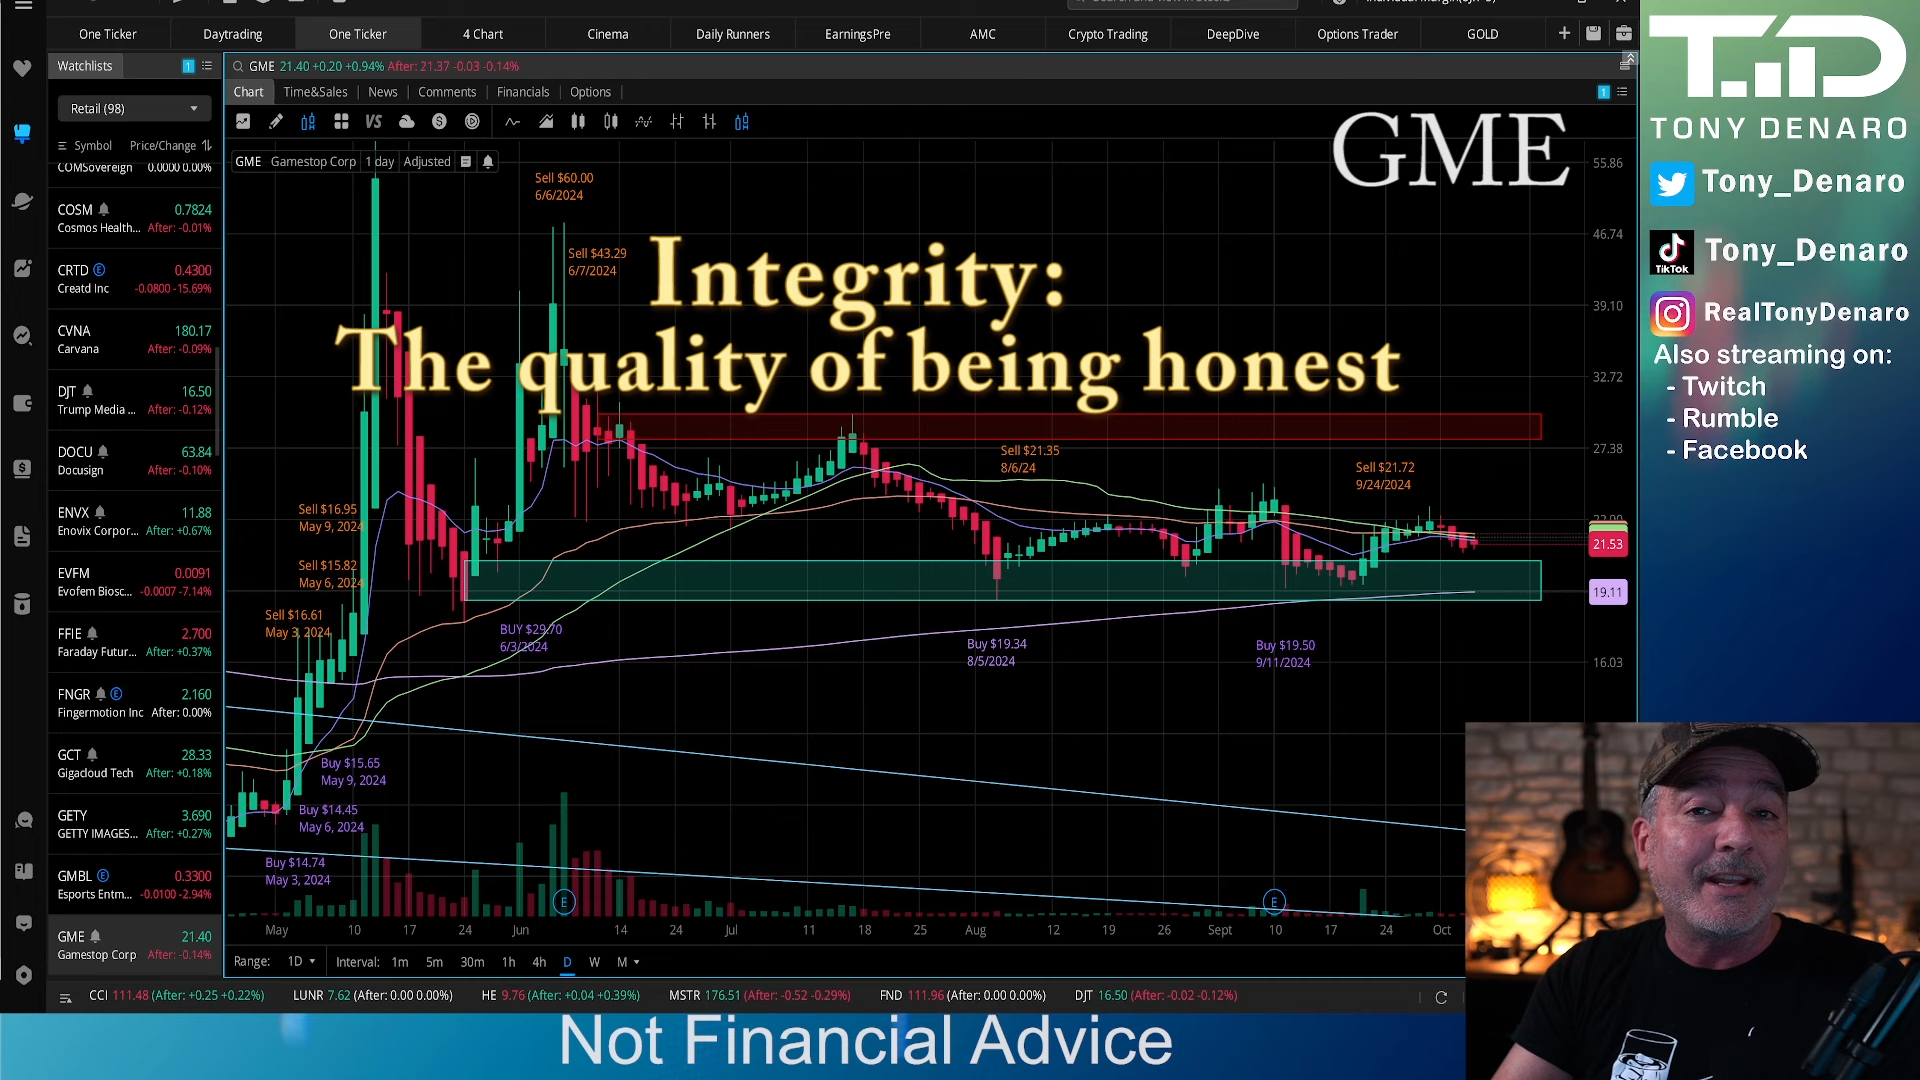 One Ticker
Daytrading
One Ticker
4 Chart
Cinema
Daily Runners
EarningsPre
AMC
Crypto Trading
DeepDive
Options Trader
GOLD
Watchlists
1
GME 21.40 +0.20 +0.94% After: 21.37 -0.03 -0.14%
Chart
Time&Sales
News
Comments
Financials
Options
1
Retail (98)
VS
Symbol
Price/Change
GME Gamestop Corp 1 day Adjusted
COMSovereign 0.0000 0.00%
COSM 0.7824
Cosmos Health... After: -0.01%
CRTD E 0.4300
Creatd Inc -0.0800 -15.69%
CVNA 180.17
Carvana After: -0.09%
DJT 16.50
Trump Media ... After: -0.12%
DOCU 63.84
Docusign After: -0.10%
ENVX 11.88
Enovix Corpor... After: +0.67%
EVFM 0.0091
Evofem Biosc... -0.0007 -7.14%
FFIE 2.700
Faraday Futur... After: +0.37%
FNGR E 2.160
Fingermotion Inc After: 0.00%
GCT 28.33
Gigacloud Tech After: +0.18%
GETY 3.690
GETTY IMAGES... After: +0.27%
GMBL E 0.3300
Esports Entm... -0.0100 -2.94%
GME 21.40
Gamestop Corp After: -0.14%
GME
Integrity:
The quality of being honest
Sell $60.00
6/6/2024
Sell $43.29
6/7/2024
Sell $21.35
8/6/24
Sell $21.72
9/24/2024
Sell $16.95
May 9, 2024
Sell $15.82
May 6, 2024
Sell $16.61
May 3, 2024
BUY $29.70
6/3/2024
Buy $19.34
8/5/2024
Buy $19.50
9/11/2024
Buy $15.65
May 9, 2024
Buy $14.45
May 6, 2024
Buy $14.74
May 3, 2024
55.86
46.74
39.10
32.72
27.38
21.53
19.11
16.03
E
E
May 10 17 24 Jun 14 24 Jul 11 18 25 Aug 12 19 26 Sept 10 17 24 Oct
Range: 1D Interval: 1m 5m 30m 1h 4h D W M
CCI 111.48 (After: +0.25 +0.22%)
LUNR 7.62 (After: 0.00 0.00%)
HE 9.76 (After: +0.04 +0.39%)
MSTR 176.51 (After: -0.52 -0.29%)
FND 111.96 (After: 0.00 0.00%)
DJT 16.50 (After: -0.02 -0.12%)
Not Financial Advice
TD
TONY DENARO
Tony_Denaro
TikTok
Tony_Denaro
RealTonyDenaro
Also streaming on:
- Twitch
- Rumble
- Facebook